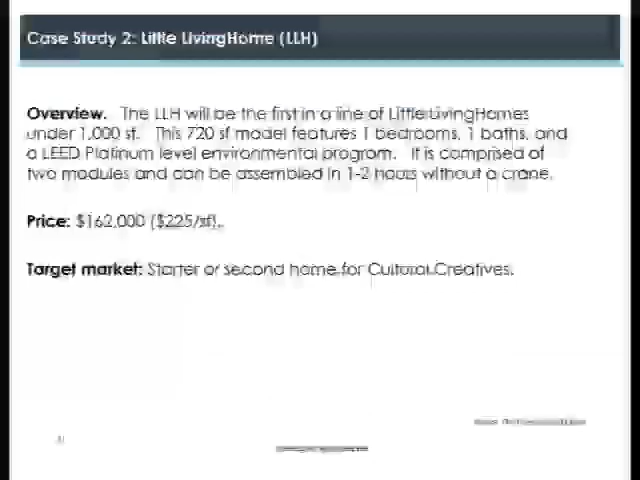 Case Study 2: Little LivingHome (LLH)
Overview. The LLH will be the first in a line of Little LivingHomes
under 1,000 sf. This 720 sf model features 1 bedrooms, 1 baths, and
a LEED Platinum level environmental program. It is comprised of
two modules and can be assembled in 1-2 hours without a crane.
Price: $162,000 ($225/sf).
Target market: Starter or second home for Cultural Creatives.